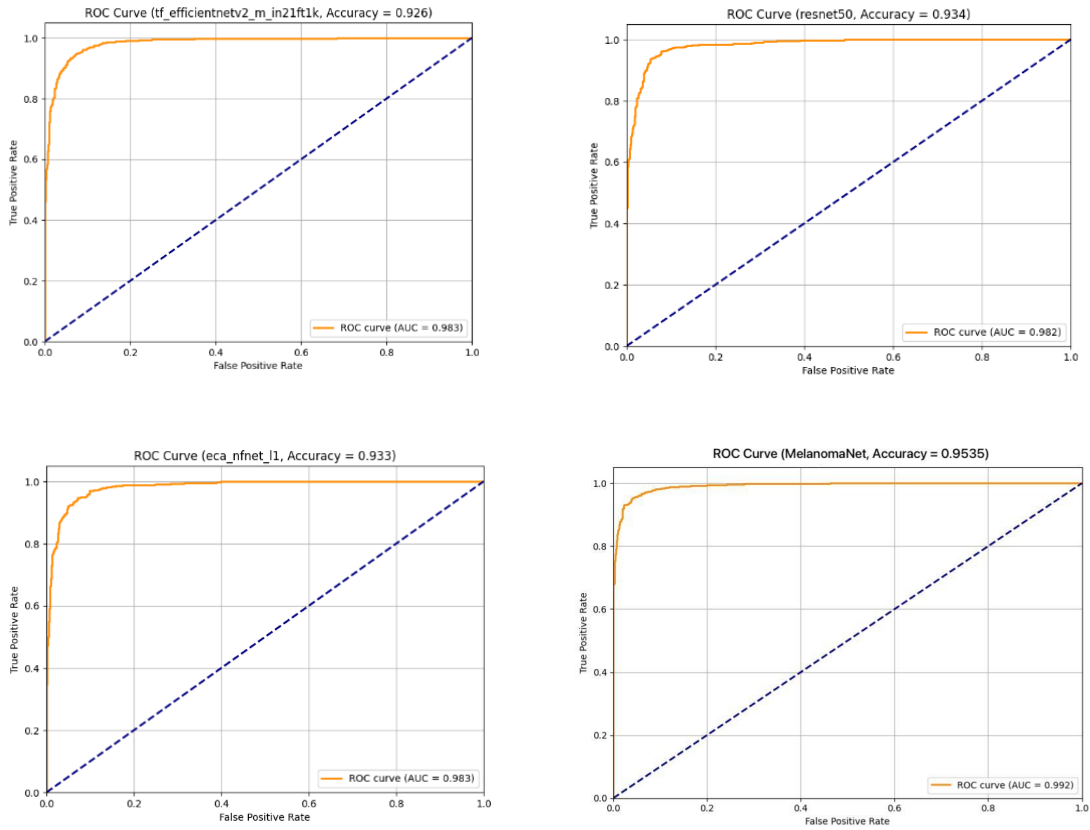 ROC Curve (tf_efficientnetv2_m_in21ft1k, Accuracy = 0.926)
1.0
0.8
0.6
0.4
0.2
0.0
True Positive Rate
ROC curve (AUC = 0.983)
0.0 0.2 0.4 0.6 0.8 1.0
False Positive Rate
ROC Curve (resnet50, Accuracy = 0.934)
1.0
0.8
0.6
0.4
0.2
0.0
True Positive Rate
ROC curve (AUC = 0.982)
0.0 0.2 0.4 0.6 0.8 1.0
False Positive Rate
ROC Curve (eca_nfnet_l1, Accuracy = 0.933)
1.0
0.8
0.6
0.4
0.2
0.0
True Positive Rate
ROC curve (AUC = 0.983)
0.0 0.2 0.4 0.6 0.8 1.0
False Positive Rate
ROC Curve (MelanomaNet, Accuracy = 0.9535)
1.0
0.8
0.6
0.4
0.2
0.0
True Positive Rate
ROC curve (AUC = 0.992)
0.0 0.2 0.4 0.6 0.8 1.0
False Positive Rate